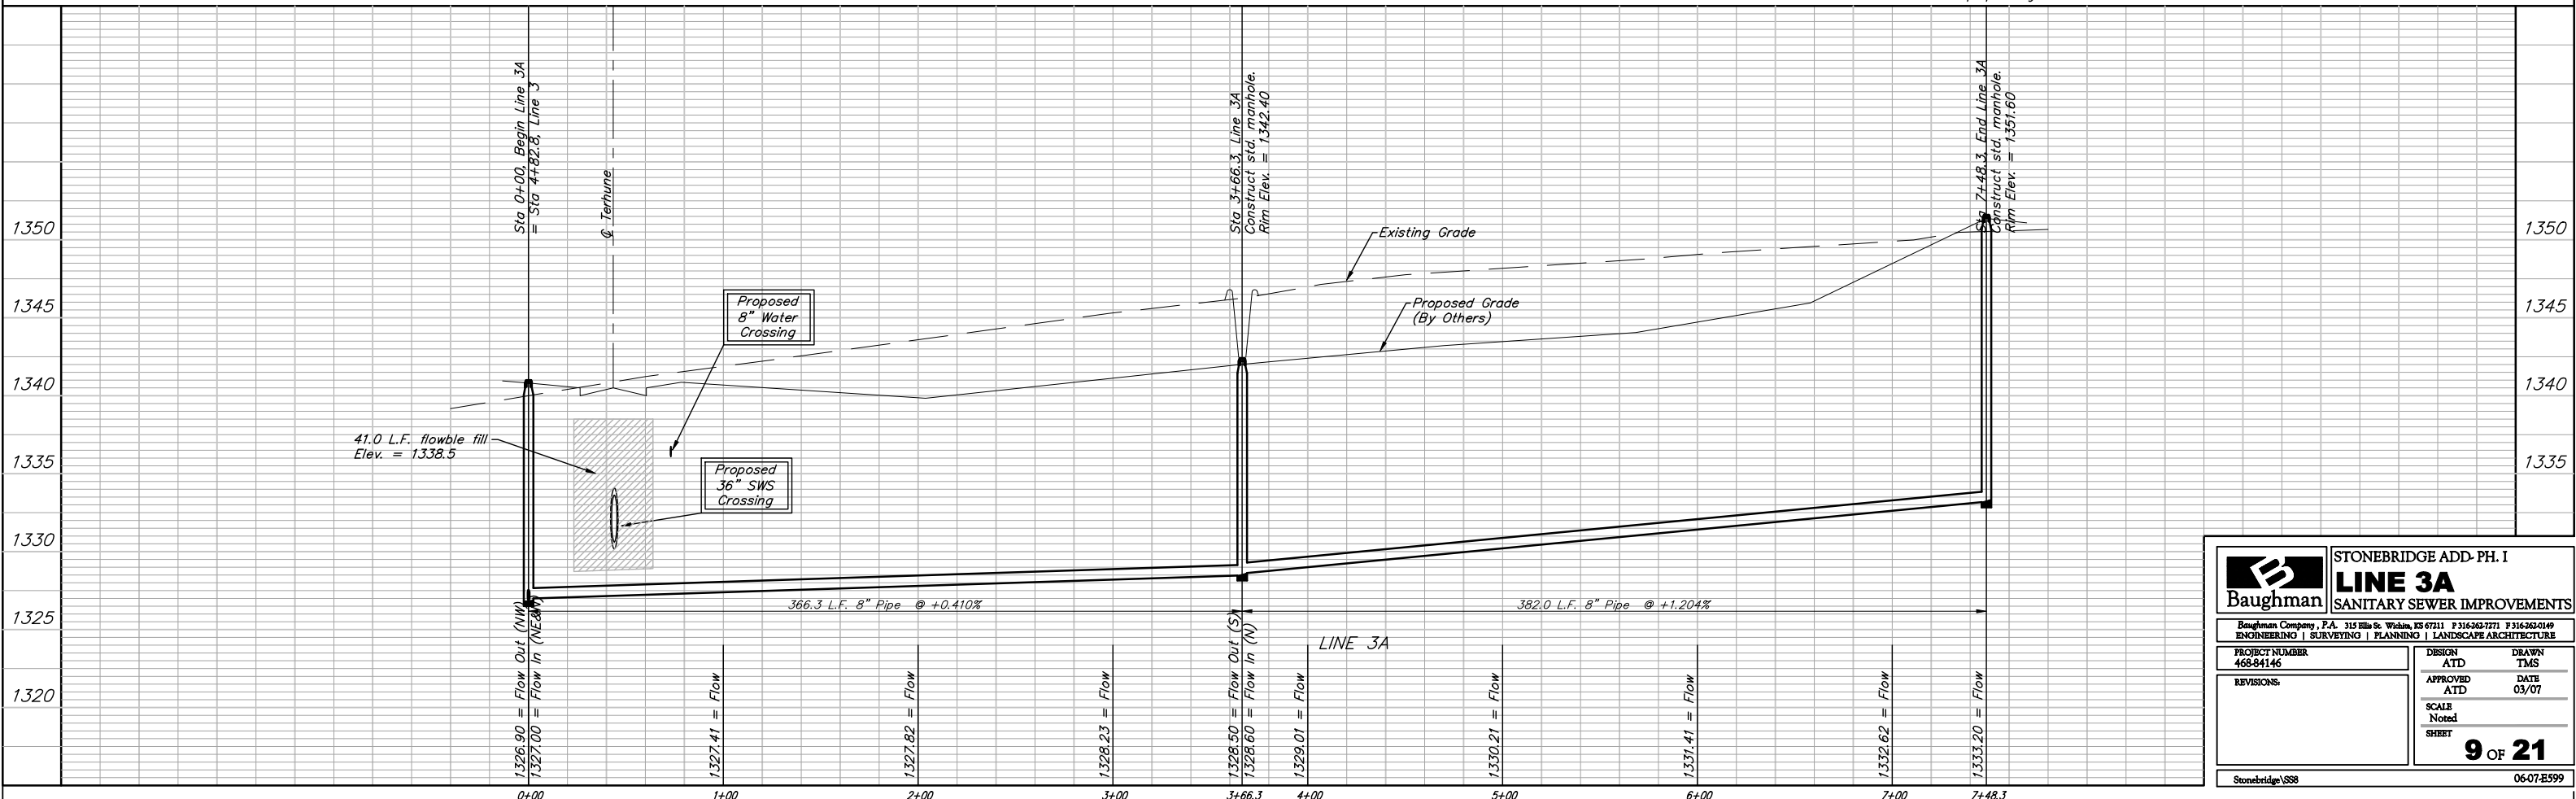 Sta 0+00, Begin Line 3A
= Sta 4+82.8, Line 3
℄ Terhune
Sta 3+66.3, Line 3A
Construct std. manhole.
Rim Elev. = 1342.40
Sta 7+48.3, End Line 3A
Construct std. manhole.
Rim Elev. = 1351.60
1350
1345
1340
1335
1330
1325
1320
1350
1345
1340
1335
Existing Grade
Proposed Grade
(By Others)
Proposed
8" Water
Crossing
41.0 L.F. flowble fill
Elev. = 1338.5
Proposed
36" SWS
Crossing
366.3 L.F. 8" Pipe @ +0.410%
382.0 L.F. 8" Pipe @ +1.204%
LINE 3A
1326.90 = Flow Out (NW)
1327.00 = Flow In (NE&N)
1327.41 = Flow
1327.82 = Flow
1328.23 = Flow
1328.50 = Flow Out (S)
1328.60 = Flow In (N)
1329.01 = Flow
1330.21 = Flow
1331.41 = Flow
1332.62 = Flow
1333.20 = Flow
0+00
1+00
2+00
3+00
3+66.3
4+00
5+00
6+00
7+00
7+48.3
B
Baughman
STONEBRIDGE ADD- PH. I
LINE 3A
SANITARY SEWER IMPROVEMENTS
Baughman Company, P.A. 315 Ellis St. Wichita, KS 67211 P 316-262-7271 F 316-262-0149
ENGINEERING | SURVEYING | PLANNING | LANDSCAPE ARCHITECTURE
PROJECT NUMBER
468-84146
REVISIONS:
DESIGN
ATD
DRAWN
TMS
APPROVED
ATD
DATE
03/07
SCALE
Noted
SHEET
9 OF 21
Stonebridge\SS8
06-07-E599